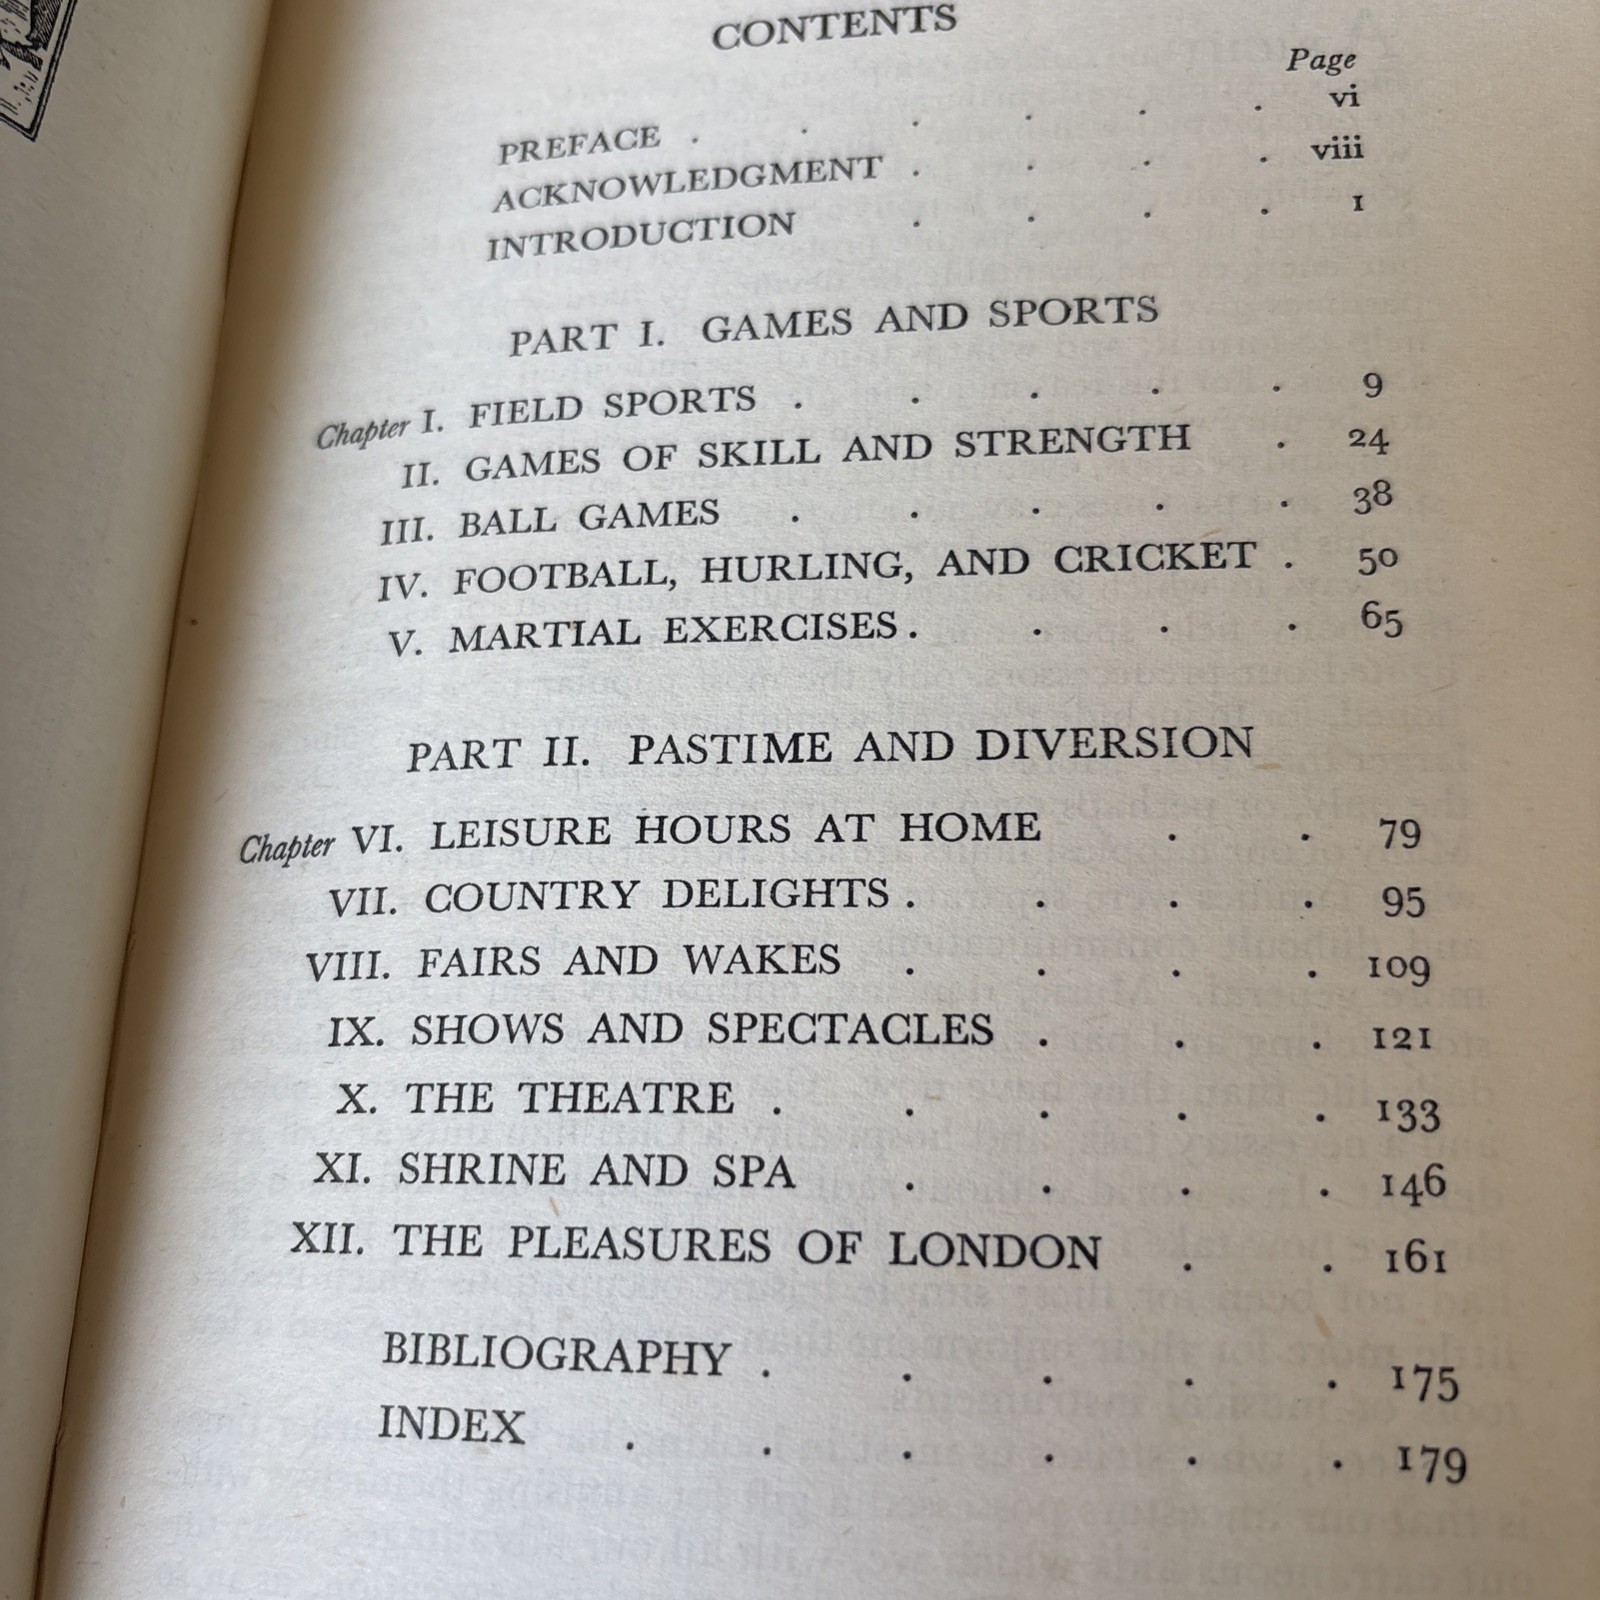 CONTENTS
Page
PREFACE . . . . . . vi
ACKNOWLEDGMENT . . . . viii
INTRODUCTION . . . . 1
PART I. GAMES AND SPORTS
Chapter I. FIELD SPORTS . . . . . 9
II. GAMES OF SKILL AND STRENGTH . 24
III. BALL GAMES . . . . . 38
IV. FOOTBALL, HURLING, AND CRICKET . 50
V. MARTIAL EXERCISES . . . . 65
PART II. PASTIME AND DIVERSION
Chapter VI. LEISURE HOURS AT HOME . . 79
VII. COUNTRY DELIGHTS . . . . 95
VIII. FAIRS AND WAKES . . . . 109
IX. SHOWS AND SPECTACLES . . . 121
X. THE THEATRE . . . . . 133
XI. SHRINE AND SPA . . . . 146
XII. THE PLEASURES OF LONDON . . 161
BIBLIOGRAPHY . . . . . 175
INDEX . . . . . . 179